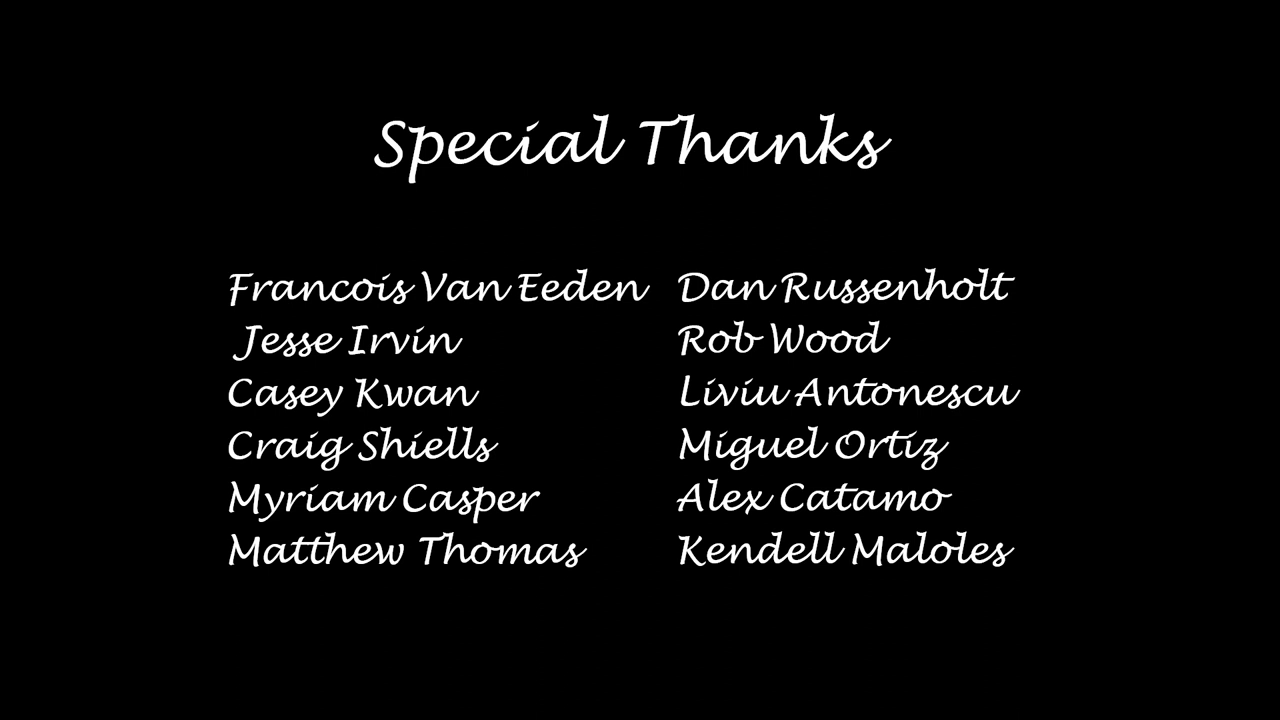 Special Thanks
Francois Van Eeden
Jesse Irvin
Casey Kwan
Craig Shiells
Myriam Casper
Matthew Thomas
Dan Russenholt
Rob Wood
Liviu Antonescu
Miguel Ortiz
Alex Catamo
Kendell Maloles